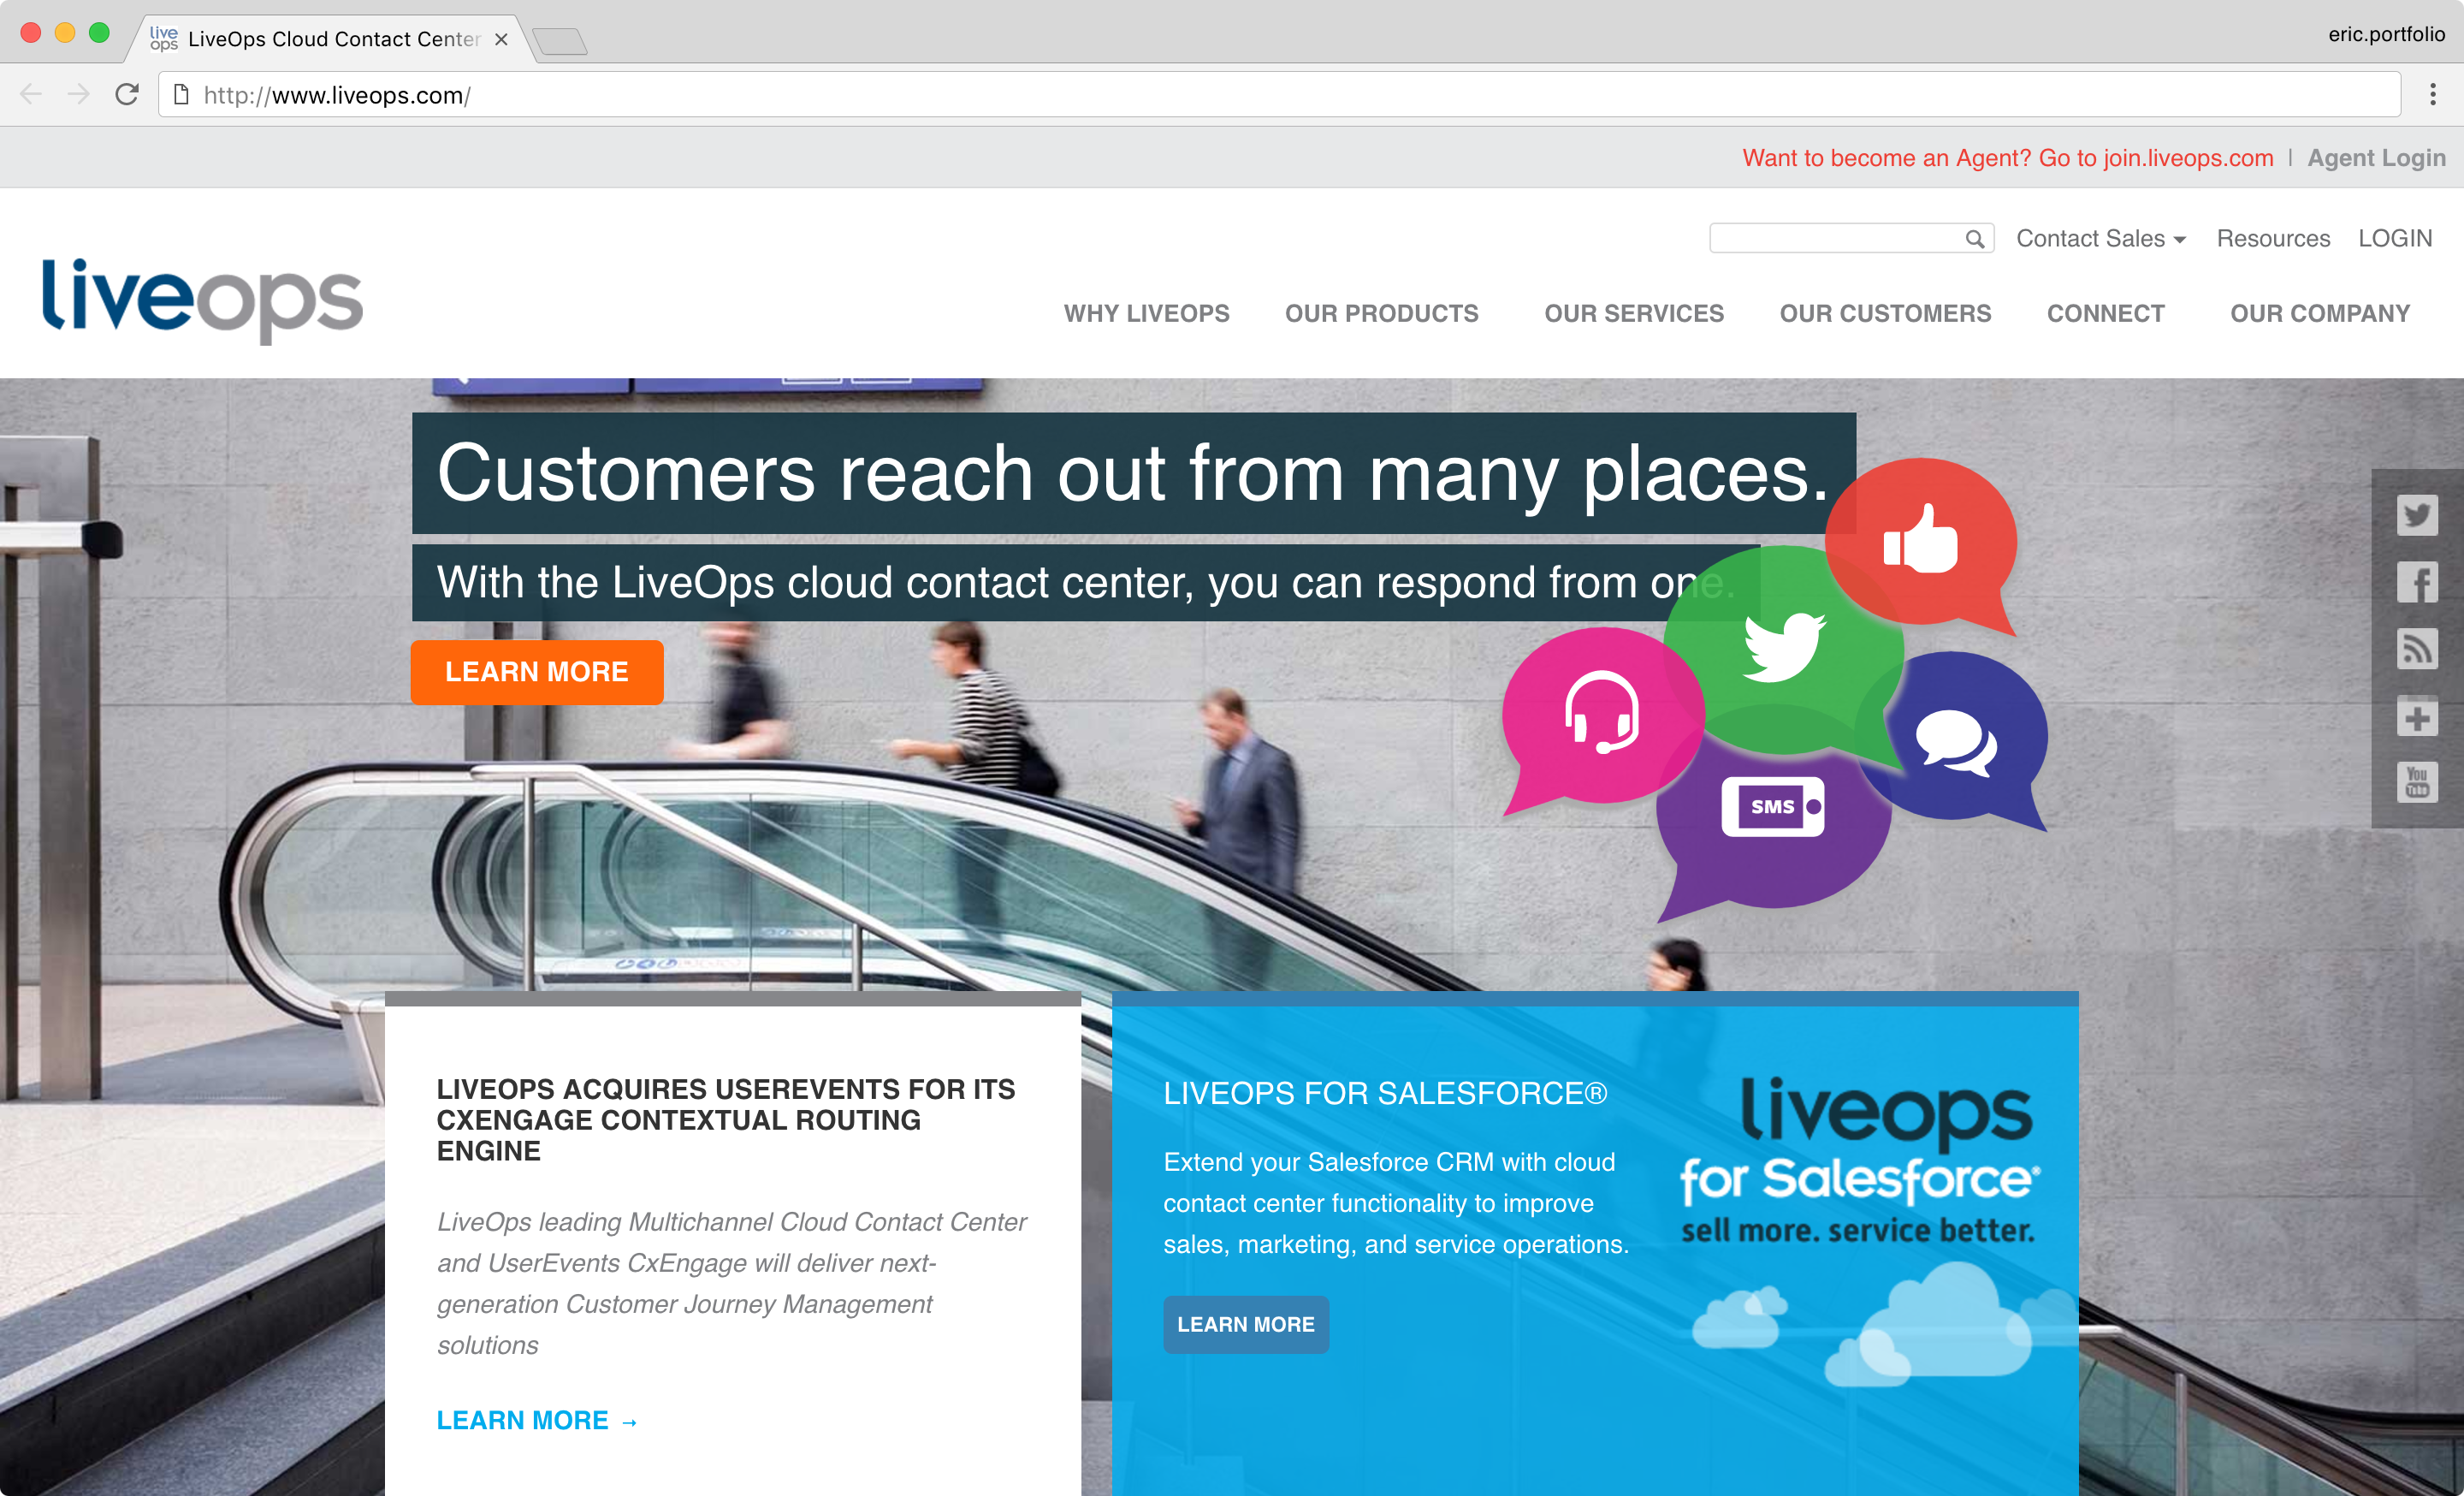 live
ops
LiveOps Cloud Contact Center
eric.portfolio
http://www.liveops.com/
Want to become an Agent? Go to join.liveops.com | Agent Login
Contact Sales Resources LOGIN
liveops
WHY LIVEOPS OUR PRODUCTS OUR SERVICES OUR CUSTOMERS CONNECT OUR COMPANY
Customers reach out from many places.
With the LiveOps cloud contact center, you can respond from one.
LEARN MORE
SMS
You
Tube
LIVEOPS ACQUIRES USEREVENTS FOR ITS
CXENGAGE CONTEXTUAL ROUTING
ENGINE
LiveOps leading Multichannel Cloud Contact Center
and UserEvents CxEngage will deliver next-
generation Customer Journey Management
solutions
LEARN MORE →
LIVEOPS FOR SALESFORCE®
Extend your Salesforce CRM with cloud
contact center functionality to improve
sales, marketing, and service operations.
LEARN MORE
liveops
for Salesforce®
sell more. service better.